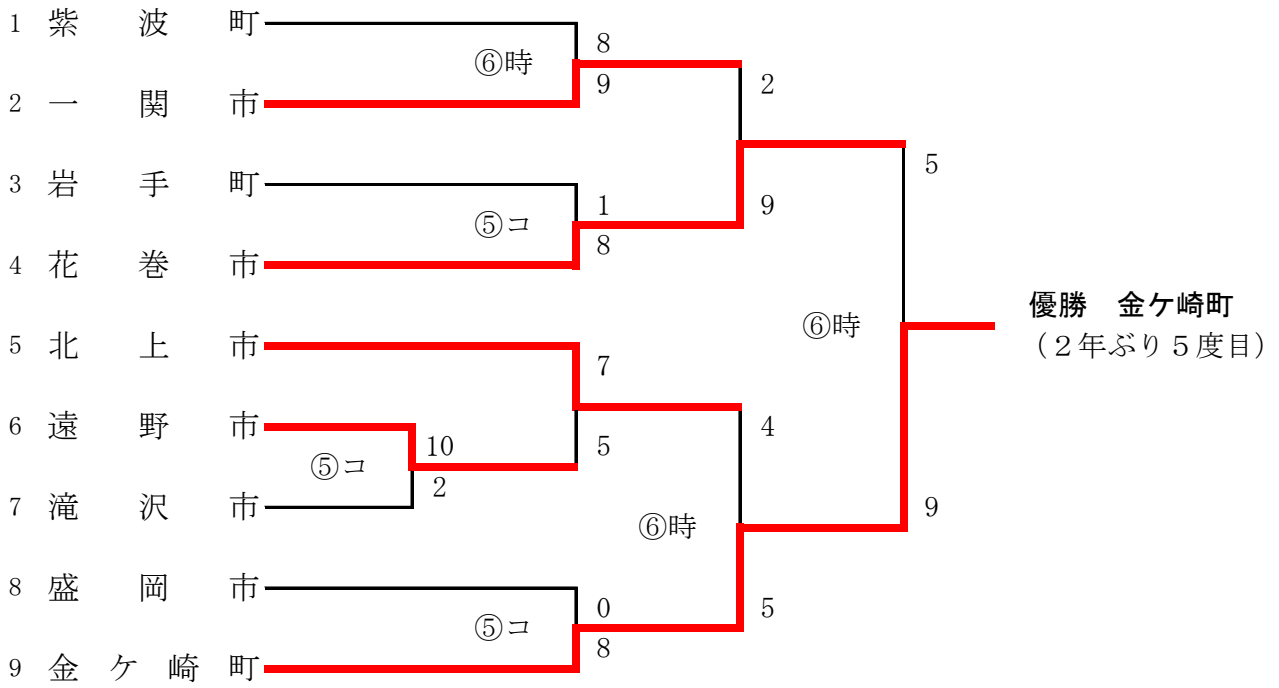 1 紫波町
8
⑥時
9
2 一関市
2
3 岩手町
1
⑤コ
8
9
4 花巻市
5
優勝 金ケ崎町
(2年ぶり5度目)
⑥時
5 北上市
7
6 遠野市
10
⑤コ
2
5
4
7 滝沢市
⑥時
9
8 盛岡市
0
⑤コ
8
5
9 金ケ崎町